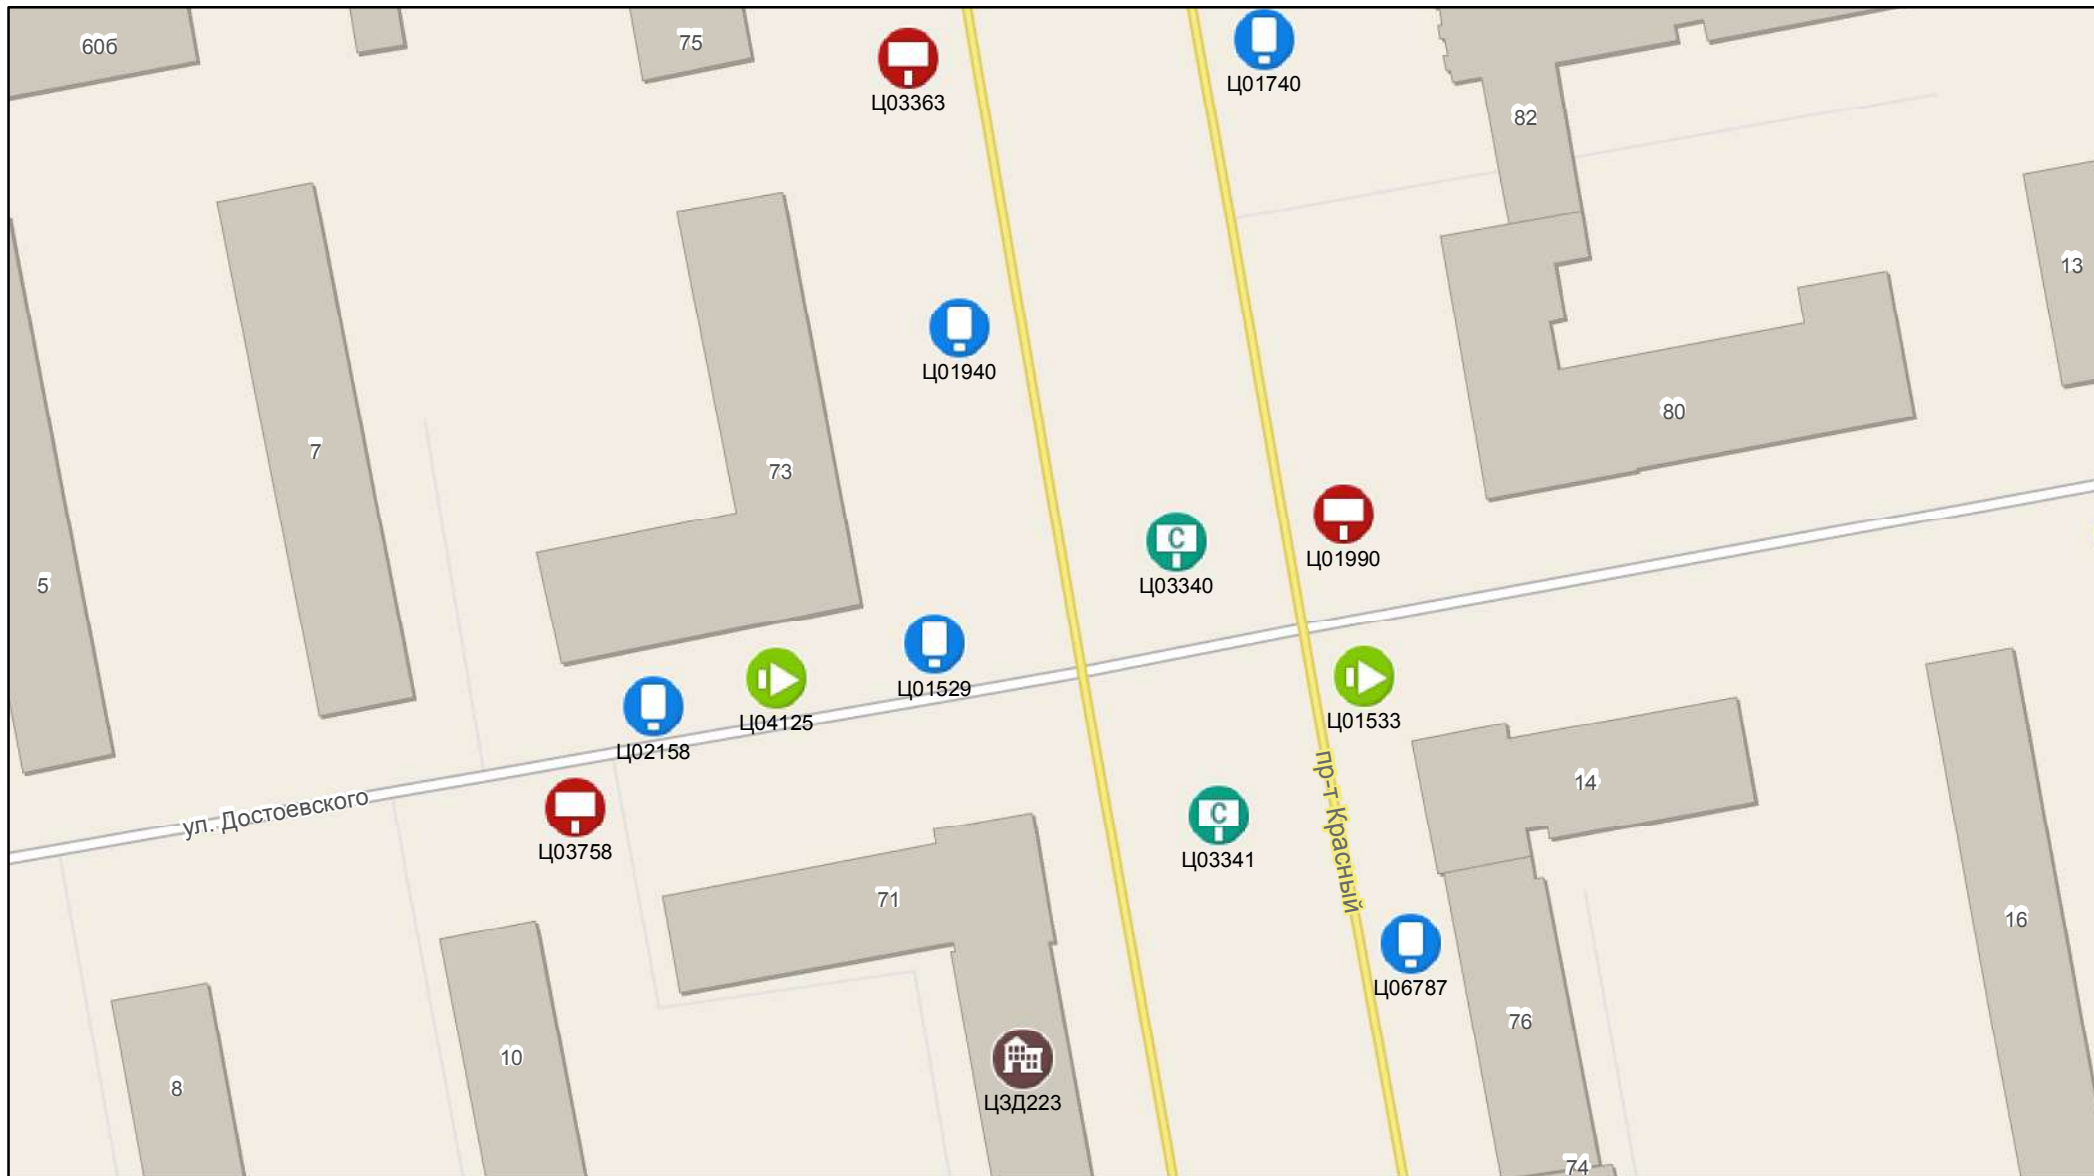 60б
75
Ц03363
Ц01740
82
13
Ц01940
80
7
73
5
Ц01990
С
Ц03340
Ц01529
Ц04125
Ц02158
Ц01533
пр-т Красный
14
ул. Достоевского
Ц03758
С
Ц03341
71
16
Ц06787
76
10
8
ЦЗД223
74